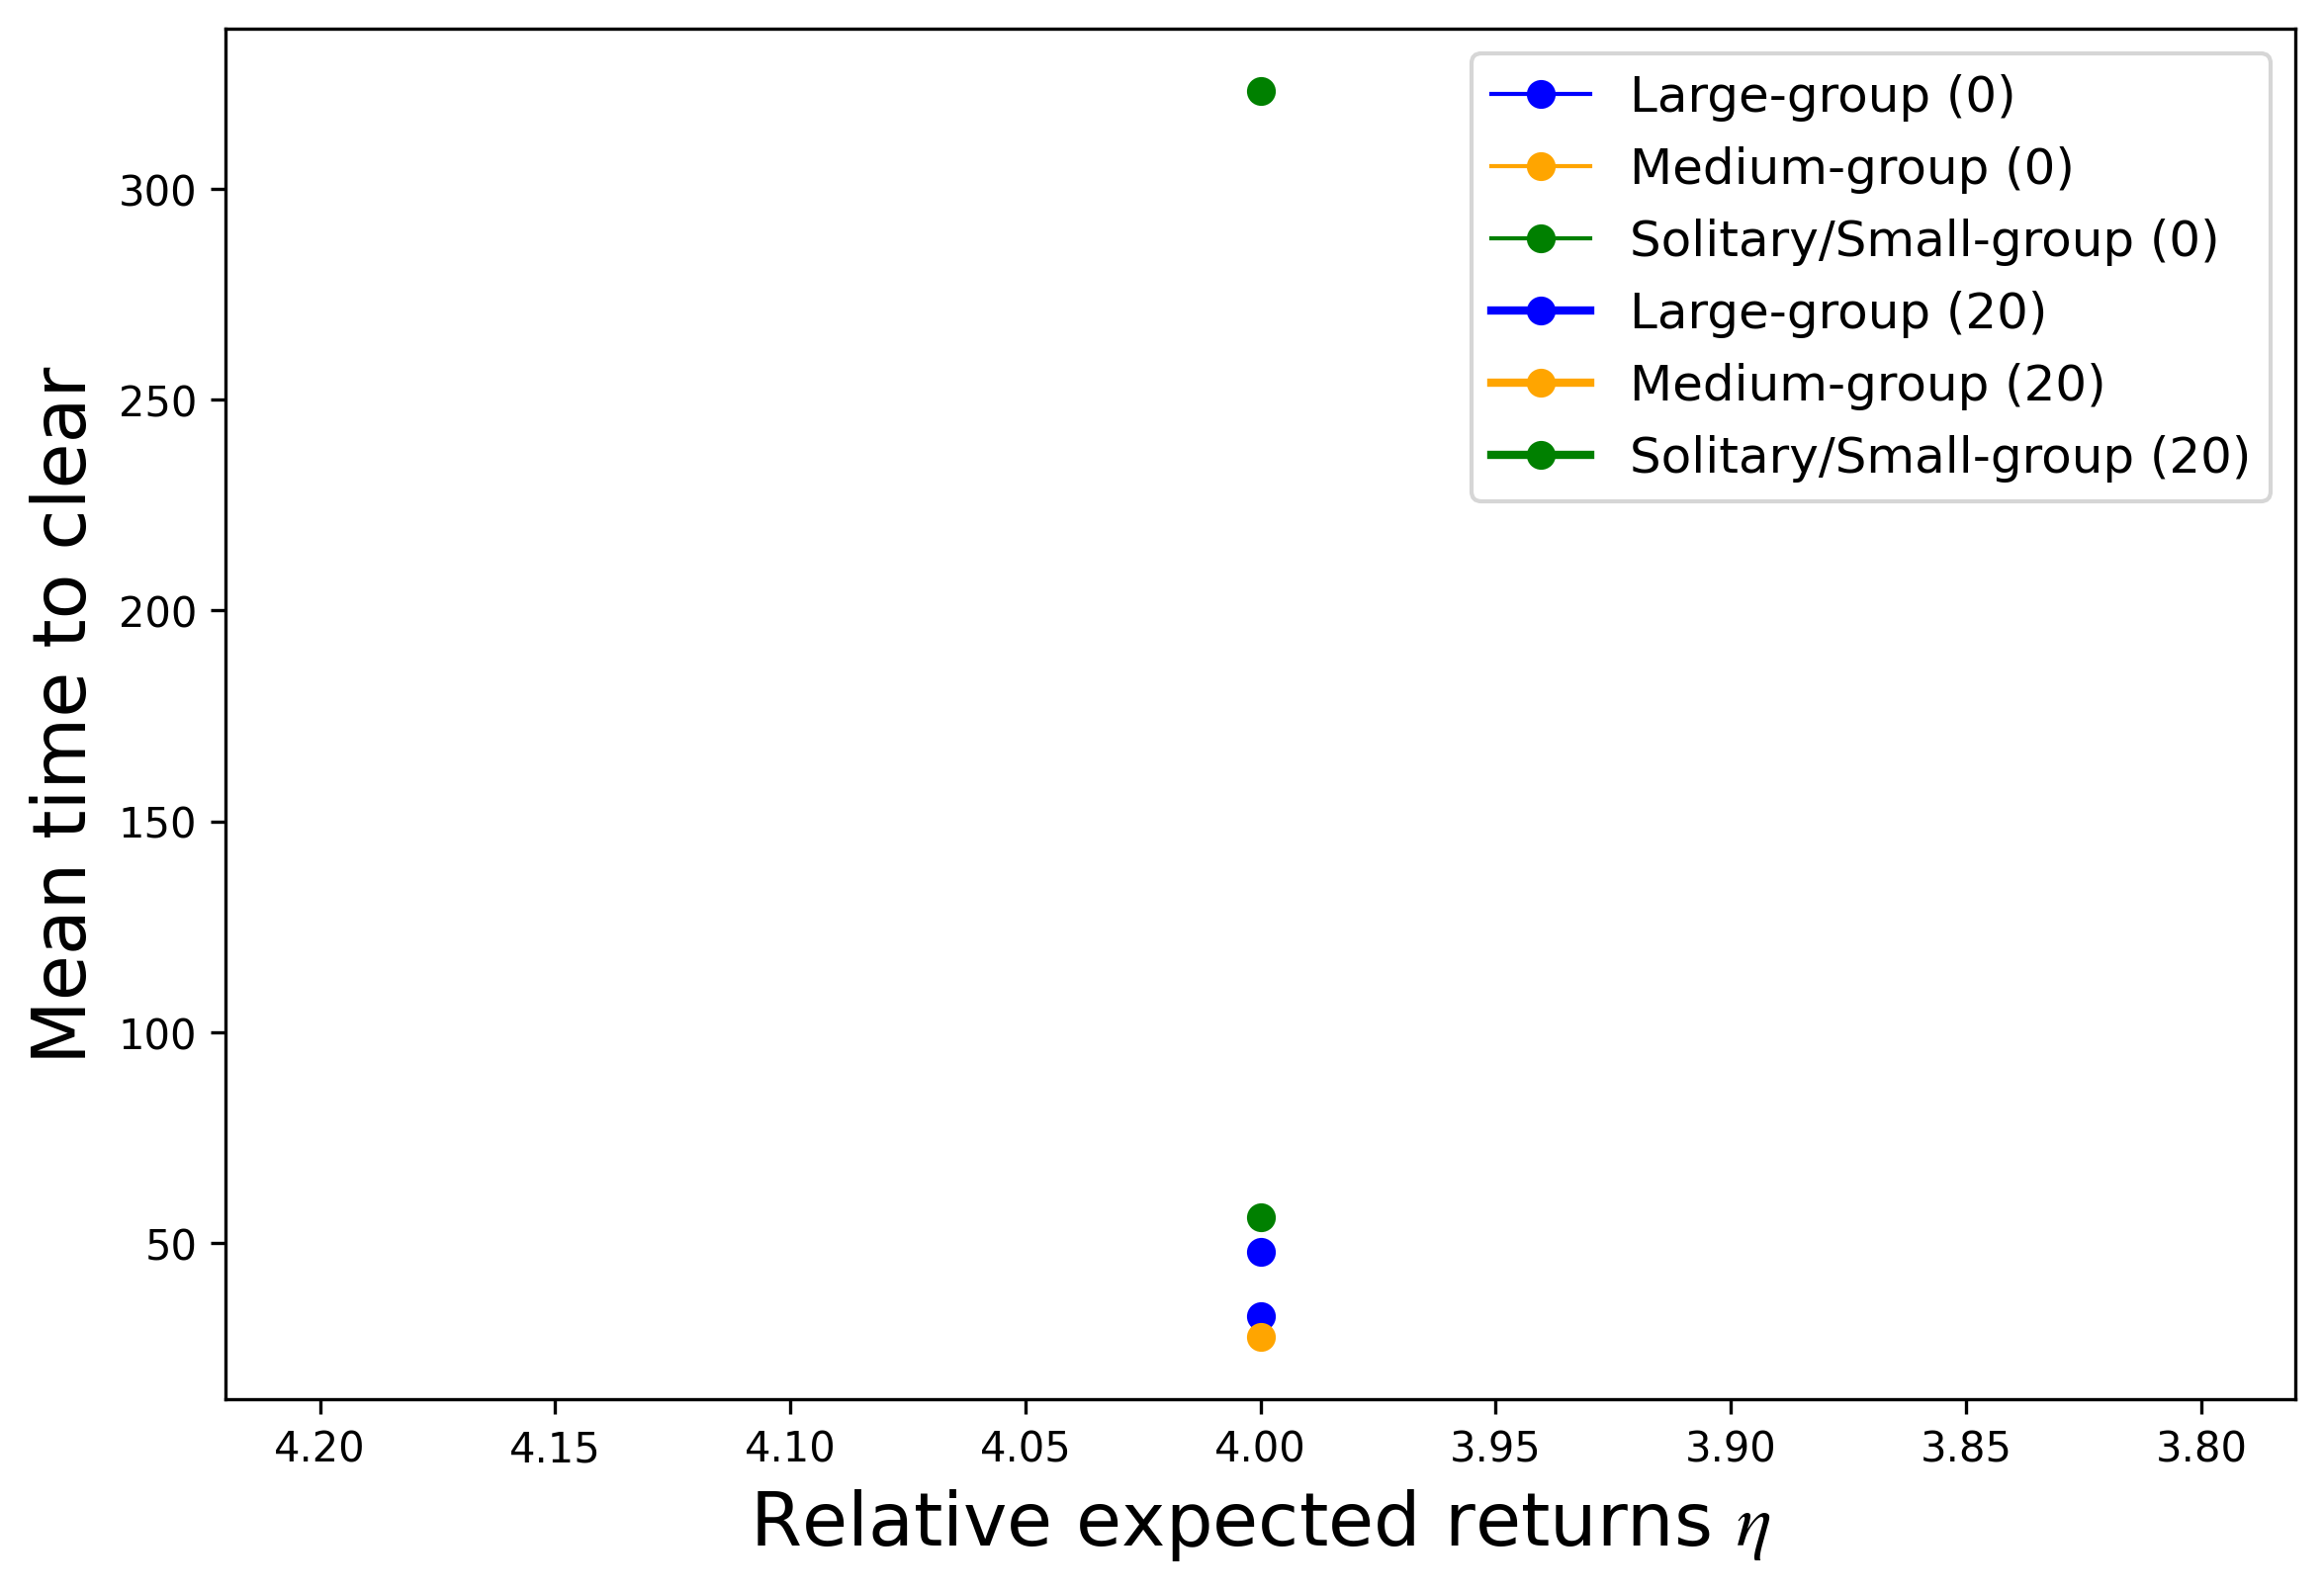 Large-group (0)
Medium-group (0)
Solitary/Small-group (0)
Large-group (20)
Medium-group (20)
Solitary/Small-group (20)
Mean time to clear
300
250
200
150
100
50
4.20 4.15 4.10 4.05 4.00 3.95 3.90 3.85 3.80
Relative expected returns η